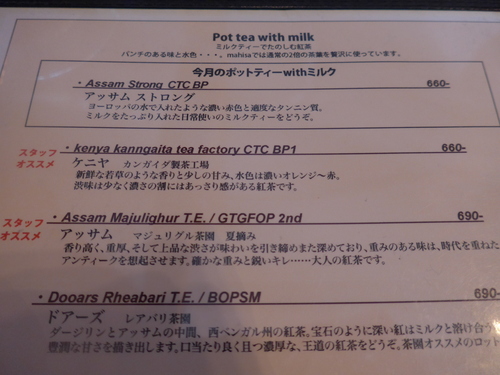 Pot tea with milk
ミルクティーでたのしむ紅茶
パンチのある味と水色・・・。mahisaでは通常の2倍の茶葉を贅沢に使っています。
今月のポットティーwithミルク
・Assam Strong CTC BP 660-
アッサム ストロング
ヨーロッパの水で入れたような濃い赤色と適度なタンニン質。
ミルクをたっぷり入れた日常使いのミルクティーをどうぞ。
スタッフ
オススメ
・kenya kanngaita tea factory CTC BP1 660-
ケニヤ カンガイダ製茶工場
新鮮な若草のような香りと少しの甘み、水色は濃いオレンジ～赤。
渋味は少なく濃さの割にはあっさり感がある紅茶です。
スタッフ
オススメ
・Assam Majulighur T.E. / GTGFOP 2nd 690-
アッサム マジュリグル茶園 夏摘み
香り高く、重厚、そして上品な渋さが味わいを引き締めまた深めており、重みのある味は、時代を重ねた
アンティークを想起させます。確かな重みと鋭いキレ……大人の紅茶です。
・Dooars Rheabari T.E. / BOPSM 690-
ドアーズ レアバリ茶園
ダージリンとアッサムの中間、西ベンガル州の紅茶。宝石のように深い紅はミルクと溶け合う
豊潤な甘さを描き出します。口当たり良く且つ濃厚な、王道の紅茶をどうぞ。茶園オススメのロット